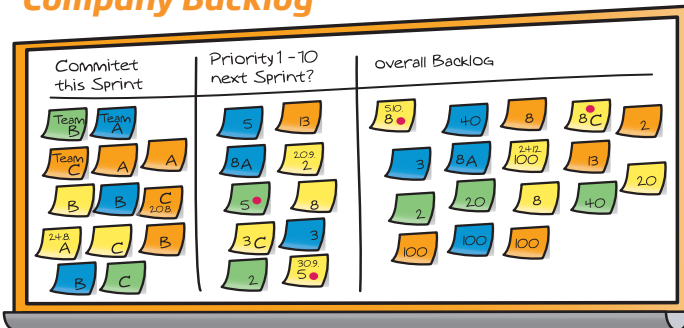 Company Backlog
Commitet
this Sprint
Priority 1 - 10
next Sprint?
overall Backlog
Team
B
Team
A
Team
C
A
A
B
B
C
20.8.
24.8.
A
C
B
B
C
5
13
8A
20.9.
2
5
8
3 C
3
2
30.9.
5
5.10.
8
40
8
8 C
2
3
8A
24.12.
100
13
20
2
20
8
40
100
100
100